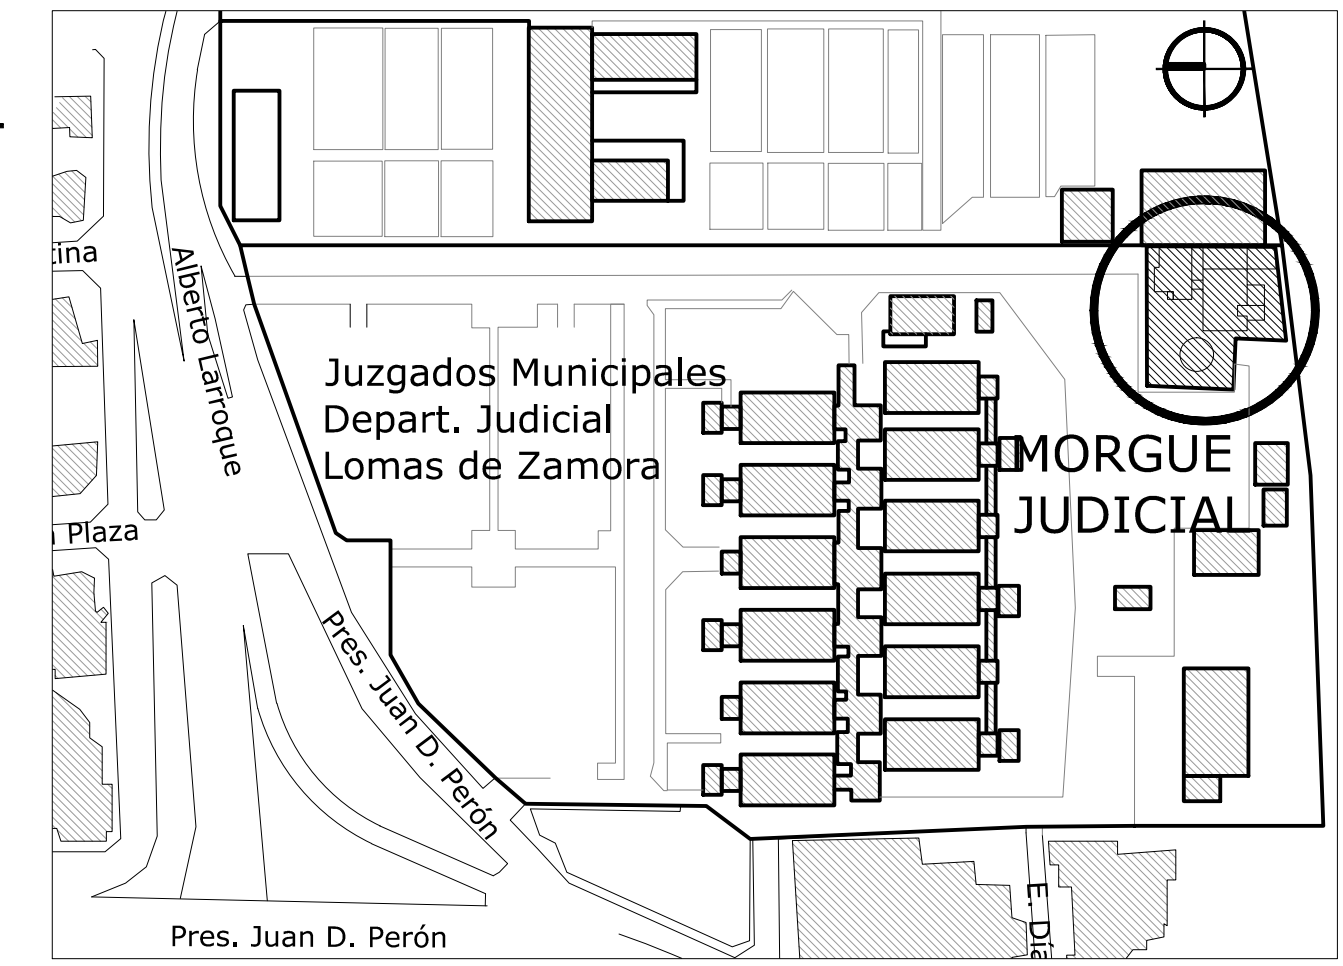 tina
Alberto Larroque
Juzgados Municipales
Depart. Judicial
Lomas de Zamora
MORGUE
JUDICIAL
Plaza
Pres. Juan D. Perón
Pres. Juan D. Perón
E. Día